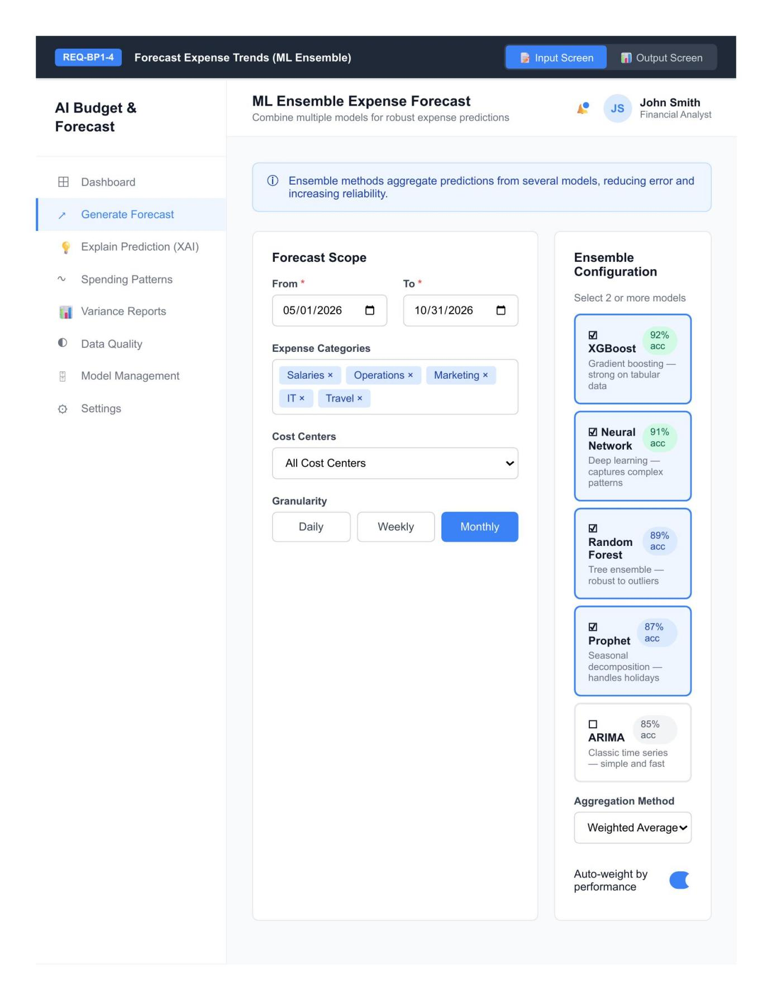 REQ-BP1-4
Forecast Expense Trends (ML Ensemble)
Input Screen
Output Screen
AI Budget &
Forecast
Dashboard
Generate Forecast
Explain Prediction (XAI)
Spending Patterns
Variance Reports
Data Quality
Model Management
Settings
ML Ensemble Expense Forecast
Combine multiple models for robust expense predictions
JS
John Smith
Financial Analyst
Ensemble methods aggregate predictions from several models, reducing error and
increasing reliability.
Forecast Scope
From *
To *
05/01/2026
10/31/2026
Expense Categories
Salaries ×
Operations ×
Marketing ×
IT ×
Travel ×
Cost Centers
All Cost Centers
Granularity
Daily
Weekly
Monthly
Ensemble
Configuration
Select 2 or more models
☑
XGBoost
92%
acc
Gradient boosting —
strong on tabular
data
☑ Neural
Network
91%
acc
Deep learning —
captures complex
patterns
☑
Random
Forest
89%
acc
Tree ensemble —
robust to outliers
☑
Prophet
87%
acc
Seasonal
decomposition —
handles holidays
☐
ARIMA
85%
acc
Classic time series
— simple and fast
Aggregation Method
Weighted Average
Auto-weight by
performance